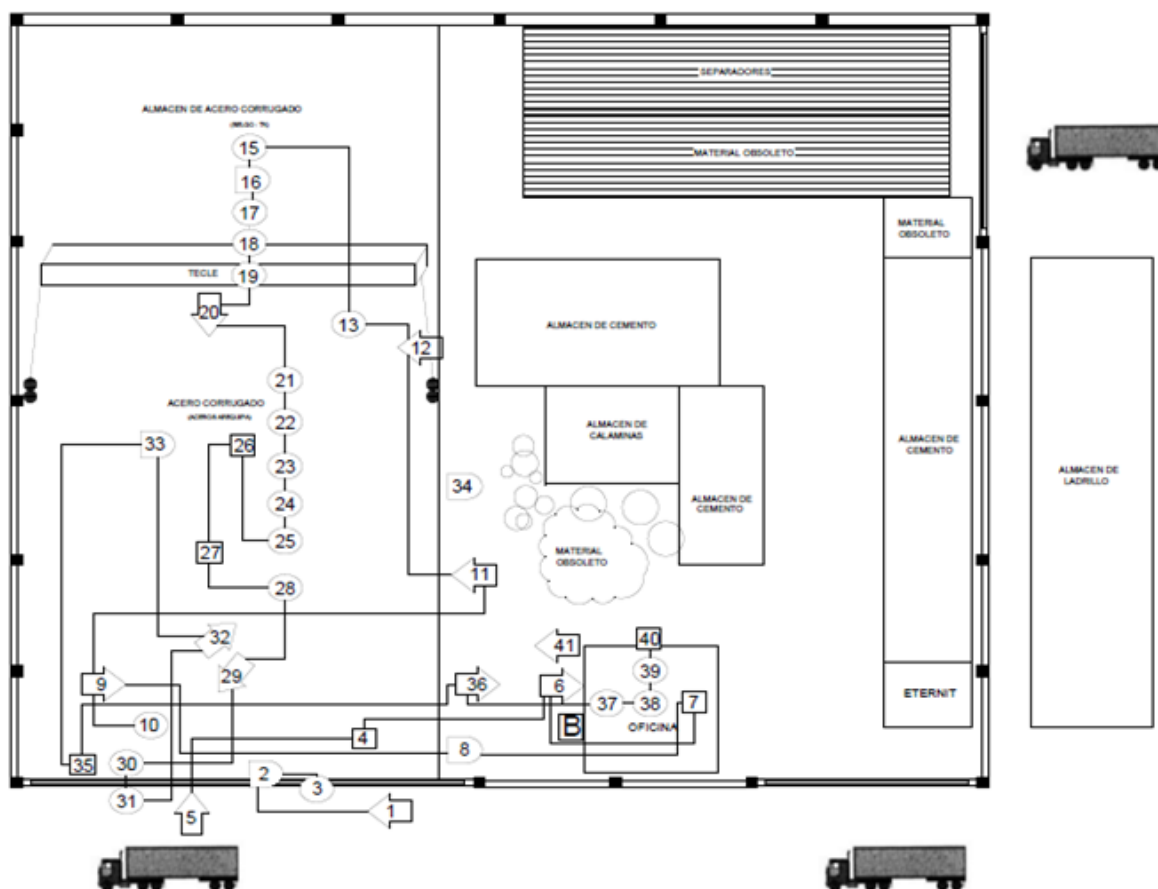 SEPARADORES
ALMACEN DE ACERO CORRUGADO
MATERIAL OBSOLETO
15
16
17
18
19
TECLE
20
13
12
MATERIAL
OBSOLETO
ALMACEN DE CEMENTO
21
ACERO CORRUGADO
(ACEROS AREQUIPA)
22
ALMACEN DE
CALAMINAS
33
26
23
34
24
25
ALMACEN DE
CEMENTO
ALMACEN DE
CEMENTO
ALMACEN DE
LADRILLO
27
28
11
MATERIAL
OBSOLETO
32
29
41
40
39
9
36
6
37
38
7
10
B
OFICINA
ETERNIT
4
8
35
30
2
3
31
5
1